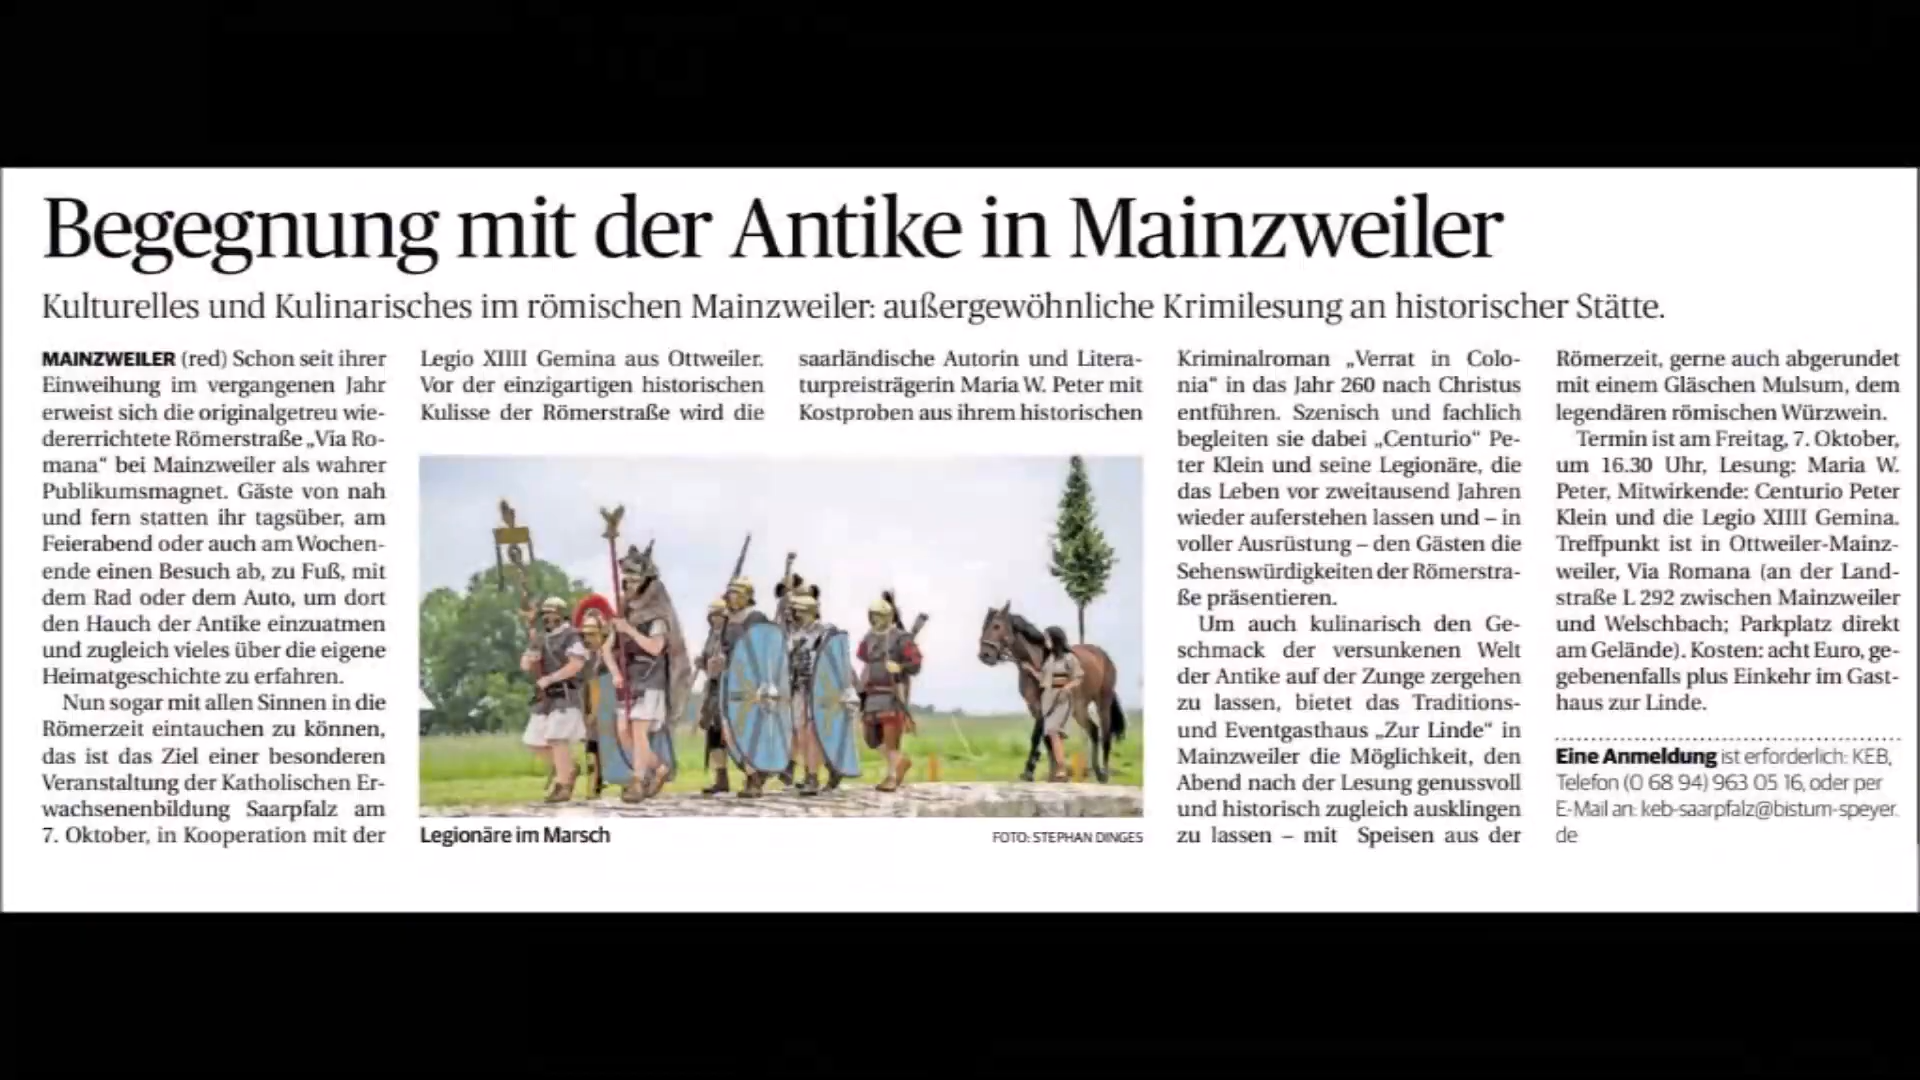 Begegnung mit der Antike in Mainzweiler
Kulturelles und Kulinarisches im römischen Mainzweiler: außergewöhnliche Krimilesung an historischer Stätte.
MAINZWEILER (red) Schon seit ihrer
Einweihung im vergangenen Jahr
erweist sich die originalgetreu wie-
dererrichtete Römerstraße „Via Ro-
mana“ bei Mainzweiler als wahrer
Publikumsmagnet. Gäste von nah
und fern statten ihr tagsüber, am
Feierabend oder auch am Wochen-
ende einen Besuch ab, zu Fuß, mit
dem Rad oder dem Auto, um dort
den Hauch der Antike einzuatmen
und zugleich vieles über die eigene
Heimatgeschichte zu erfahren.
Nun sogar mit allen Sinnen in die
Römerzeit eintauchen zu können,
das ist das Ziel einer besonderen
Veranstaltung der Katholischen Er-
wachsenenbildung Saarpfalz am
7. Oktober, in Kooperation mit der
Legio XIIII Gemina aus Ottweiler.
Vor der einzigartigen historischen
Kulisse der Römerstraße wird die
saarländische Autorin und Litera-
turpreisträgerin Maria W. Peter mit
Kostproben aus ihrem historischen
Legionäre im Marsch
FOTO: STEPHAN DINGES
Kriminalroman „Verrat in Colo-
nia“ in das Jahr 260 nach Christus
entführen. Szenisch und fachlich
begleiten sie dabei „Centurio“ Pe-
ter Klein und seine Legionäre, die
das Leben vor zweitausend Jahren
wieder auferstehen lassen und – in
voller Ausrüstung – den Gästen die
Sehenswürdigkeiten der Römerstra-
ße präsentieren.
Um auch kulinarisch den Ge-
schmack der versunkenen Welt
der Antike auf der Zunge zergehen
zu lassen, bietet das Traditions-
und Eventgasthaus „Zur Linde“ in
Mainzweiler die Möglichkeit, den
Abend nach der Lesung genussvoll
und historisch zugleich ausklingen
zu lassen – mit Speisen aus der
Römerzeit, gerne auch abgerundet
mit einem Gläschen Mulsum, dem
legendären römischen Würzwein.
Termin ist am Freitag, 7. Oktober,
um 16.30 Uhr, Lesung: Maria W.
Peter, Mitwirkende: Centurio Peter
Klein und die Legio XIIII Gemina.
Treffpunkt ist in Ottweiler-Mainz-
weiler, Via Romana (an der Land-
straße L 292 zwischen Mainzweiler
und Welschbach; Parkplatz direkt
am Gelände). Kosten: acht Euro, ge-
gebenenfalls plus Einkehr im Gast-
haus zur Linde.
Eine Anmeldung ist erforderlich: KEB,
Telefon (0 68 94) 963 05 16, oder per
E-Mail an: keb-saarpfalz@bistum-speyer.
de